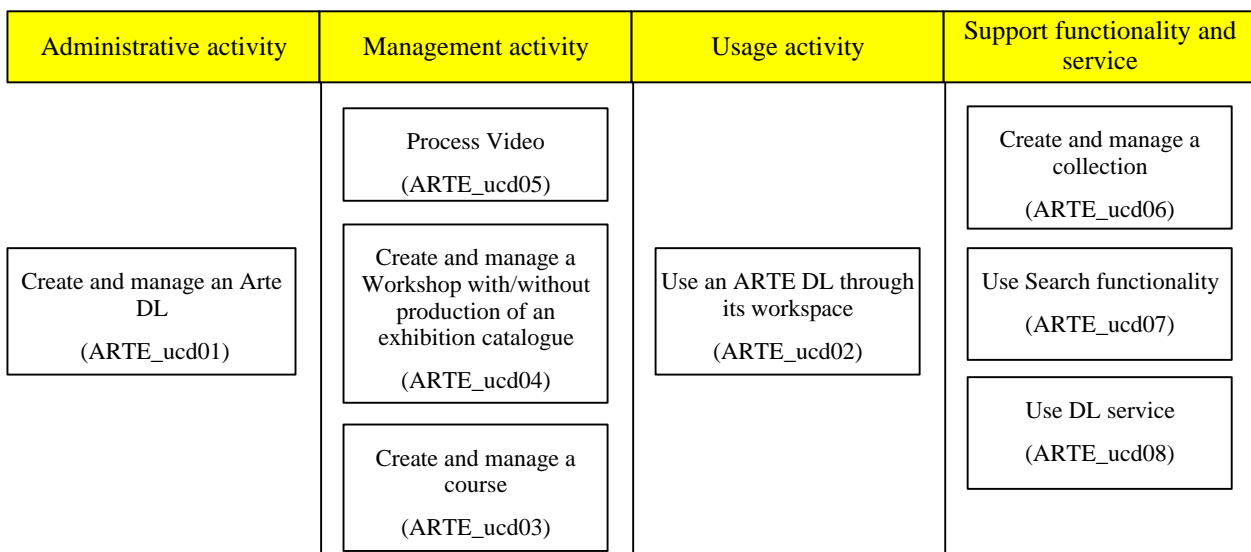 Administrative activity
Management activity
Usage activity
Support functionality and
service
Create and manage an Arte
DL
(ARTE_ucd01)
Process Video
(ARTE_ucd05)
Create and manage a
Workshop with/without
production of an
exhibition catalogue
(ARTE_ucd04)
Create and manage a
course
(ARTE_ucd03)
Use an ARTE DL through
its workspace
(ARTE_ucd02)
Create and manage a
collection
(ARTE_ucd06)
Use Search functionality
(ARTE_ucd07)
Use DL service
(ARTE_ucd08)